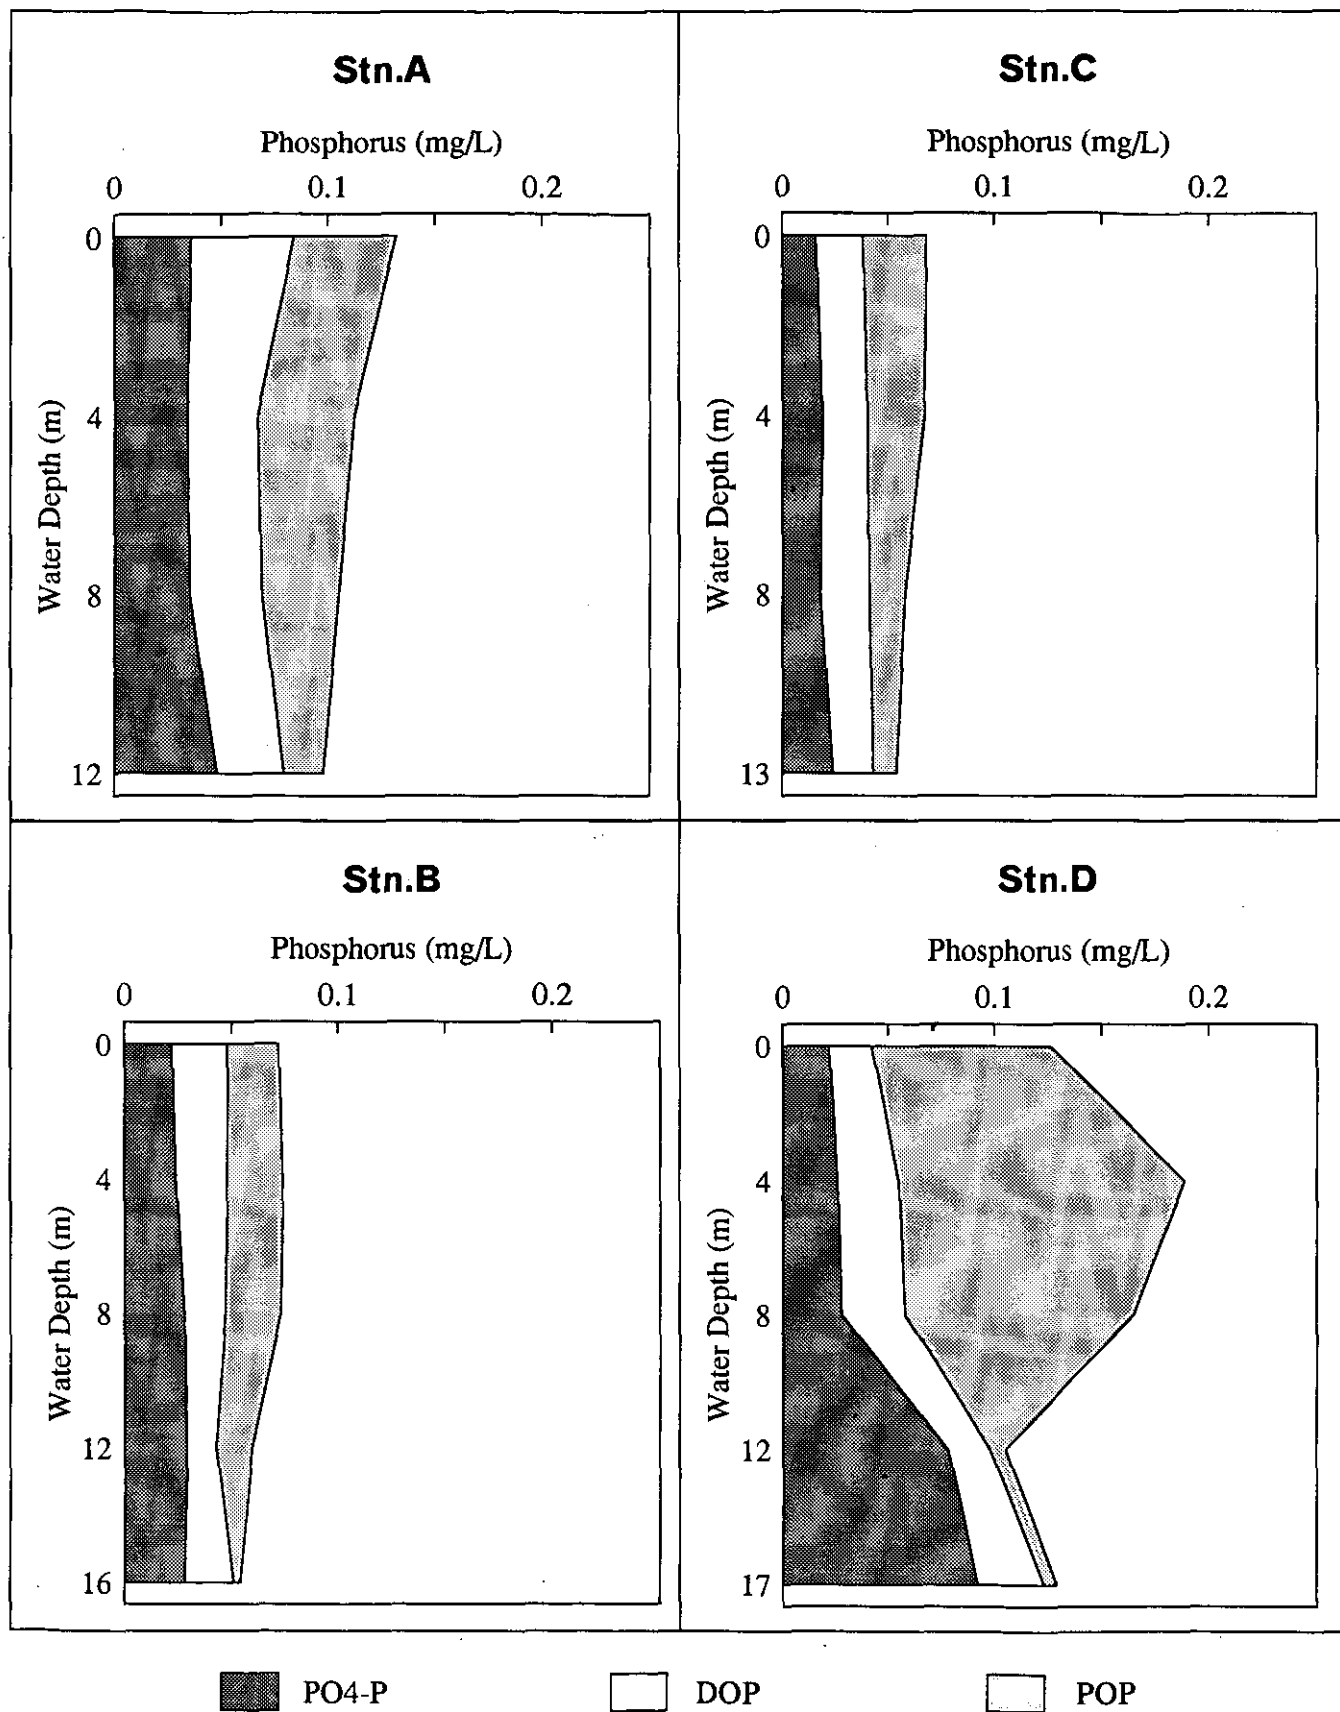 Stn.A
Phosphorus (mg/L)
0 0.1 0.2
Water Depth (m)
0
4
8
12
Stn.C
Phosphorus (mg/L)
0 0.1 0.2
Water Depth (m)
0
4
8
13
Stn.B
Phosphorus (mg/L)
0 0.1 0.2
Water Depth (m)
0
4
8
12
16
Stn.D
Phosphorus (mg/L)
0 0.1 0.2
Water Depth (m)
0
4
8
12
17
PO4-P DOP POP